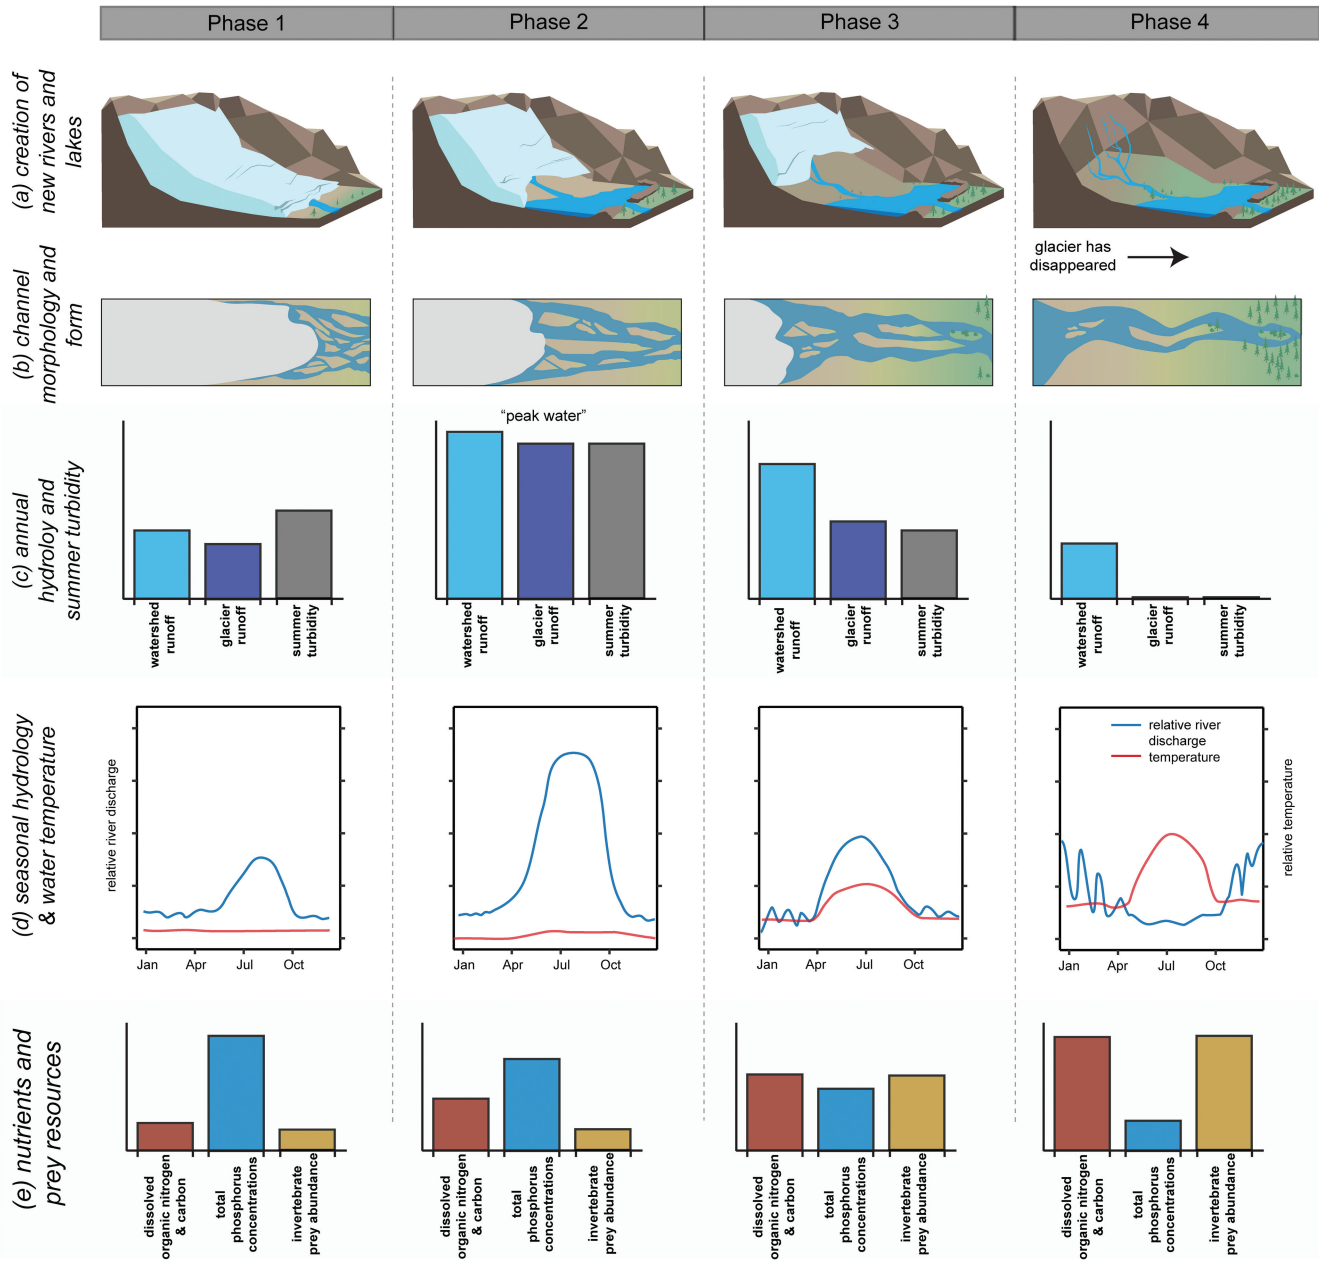 Phase 1
Phase 2
Phase 3
Phase 4
(a) creation of
new rivers and
lakes
glacier has
disappeared
(b) channel
morphology and
form
(c) annual
hydroloy and
summer turbidity
watershed
runoff
glacier
runoff
summer
turbidity
"peak water"
watershed
runoff
glacier
runoff
summer
turbidity
watershed
runoff
glacier
runoff
summer
turbidity
watershed
runoff
glacier
runoff
summer
turbidity
(d) seasonal hydrology
& water temperature
relative river discharge
Jan
Apr
Jul
Oct
Jan
Apr
Jul
Oct
Jan
Apr
Jul
Oct
relative river
discharge
temperature
Jan
Apr
Jul
Oct
relative temperature
(e) nutrients and
prey resources
dissolved
organic nitrogen
& carbon
total
phosphorus
concentrations
invertebrate
prey abundance
dissolved
organic nitrogen
& carbon
total
phosphorus
concentrations
invertebrate
prey abundance
dissolved
organic nitrogen
& carbon
total
phosphorus
concentrations
invertebrate
prey abundance
dissolved
organic nitrogen
& carbon
total
phosphorus
concentrations
invertebrate
prey abundance